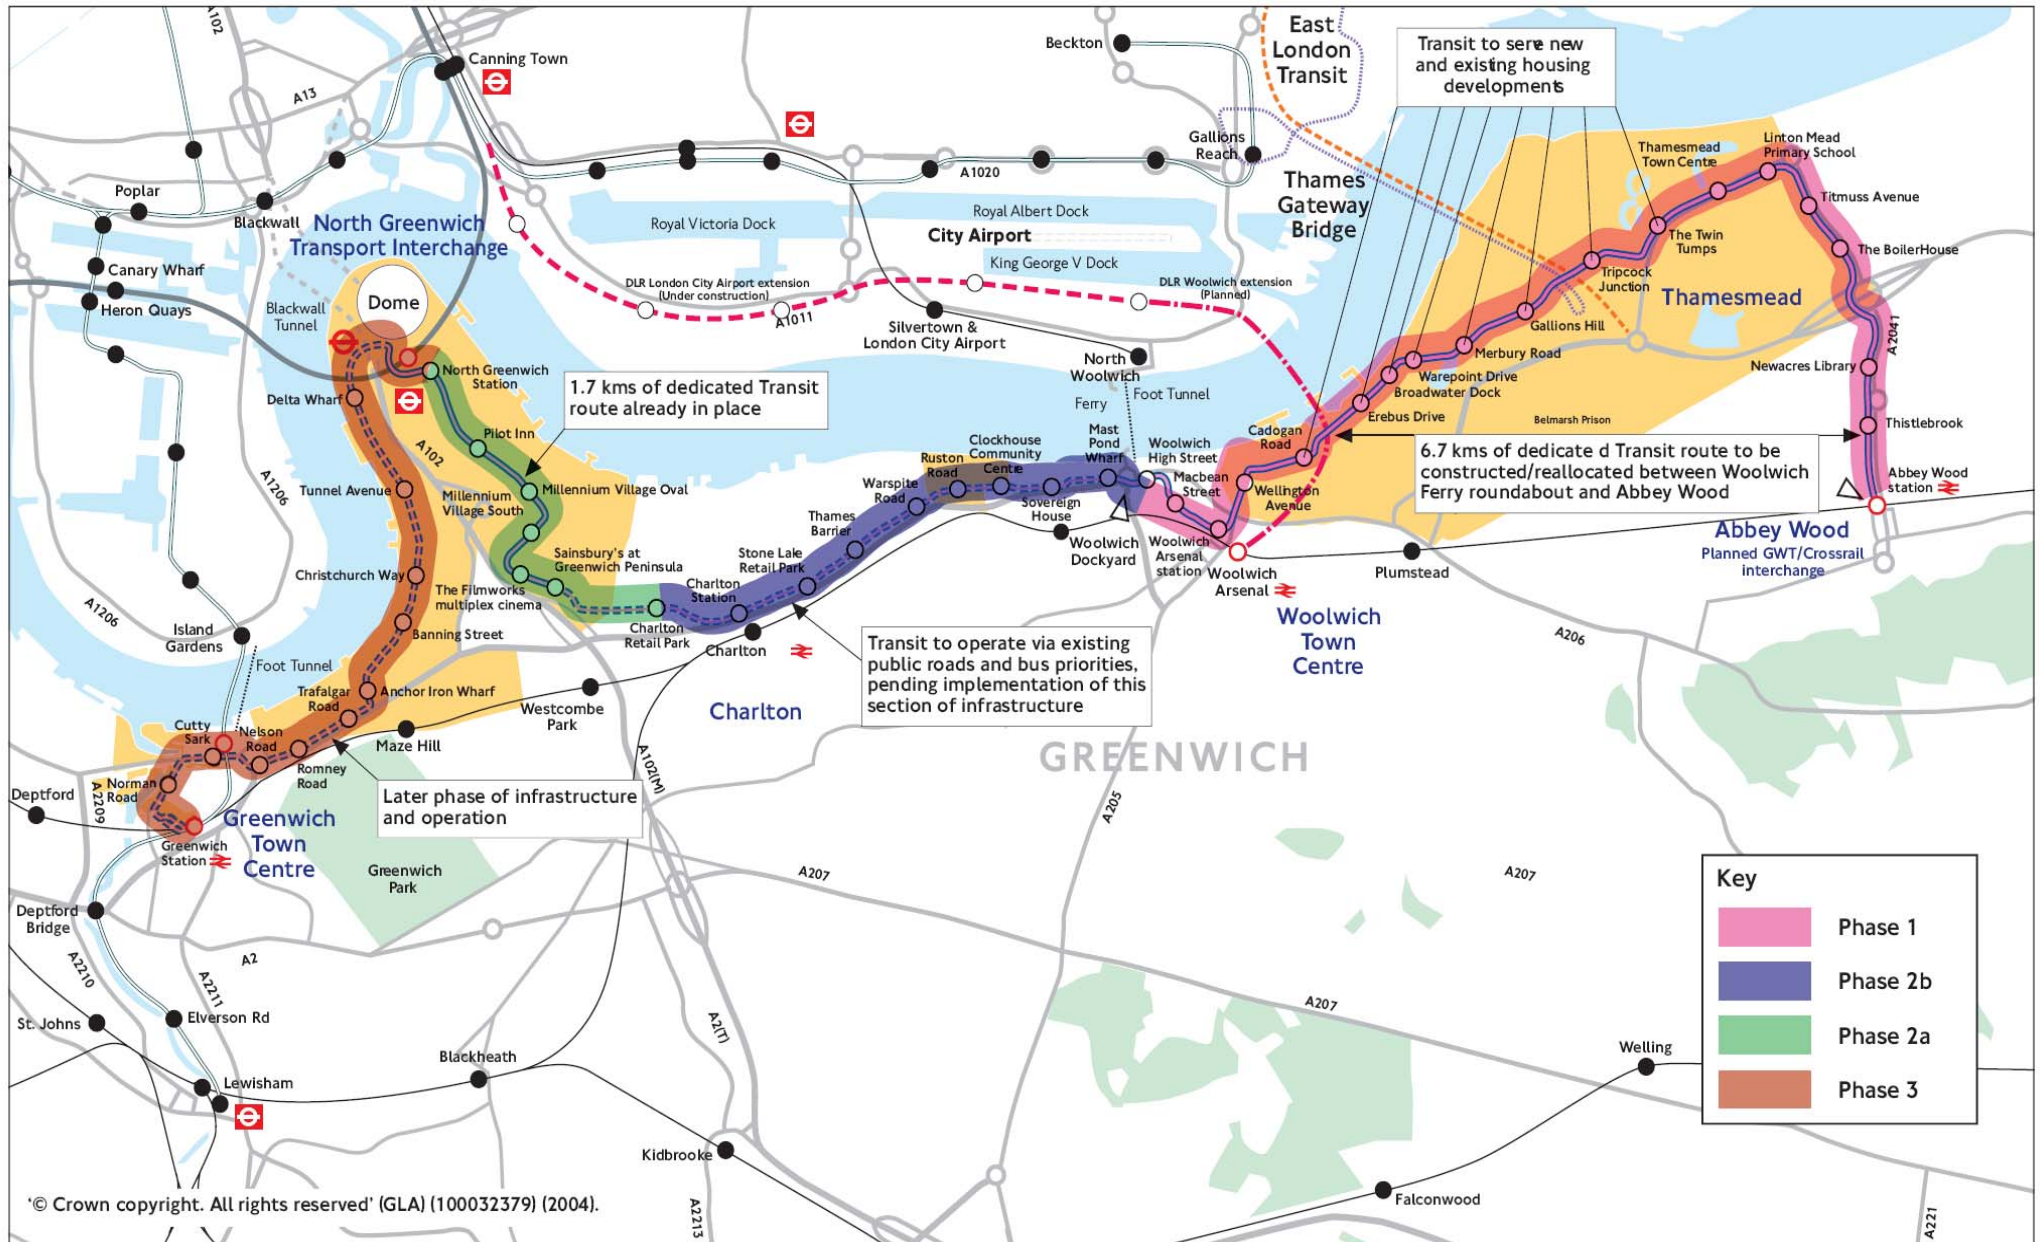 A102
Canning Town
A13
Beckton
East
London
Transit
Transit to serve new
and existing housing
developments
Gallions
Reach
Linton Mead
Primary School
Thamesmead
Town Centre
A1020
Poplar
Blackwall
Thames
Gateway
Bridge
Titmuss Avenue
North Greenwich
Transport Interchange
Royal Victoria Dock
Royal Albert Dock
City Airport
King George V Dock
The Twin
Tumps
The BoilerHouse
Canary Wharf
Heron Quays
Dome
Blackwall
Tunnel
DLR London City Airport extension
(Under construction)
A1011
DLR Woolwich extension
(Planned)
Tripcock
Junction
Thamesmead
Silvertown &
London City Airport
Gallions Hill
A2041
North
Woolwich
Merbury Road
North Greenwich
Station
1.7 kms of dedicated Transit
route already in place
Foot Tunnel
Ferry
Warepoint Drive
Broadwater Dock
Newacres Library
Delta Wharf
Erebus Drive
Belmarsh Prison
Thistlebrook
Pilot Inn
A102
Clockhouse
Community
Centre
Mast
Pond
Wharf
Woolwich
High Street
Cadogan
Road
6.7 kms of dedicate d Transit route to be
constructed/reallocated between Woolwich
Ferry roundabout and Abbey Wood
Ruston
Road
Macbean
Street
Abbey Wood
station
A1206
Tunnel Avenue
Millennium Village Oval
Millennium
Village South
Warspite
Road
Sovereign
House
Wellington
Avenue
Thames
Barrier
Woolwich
Dockyard
Woolwich
Arsenal
station
Abbey Wood
Planned GWT/Crossrail
interchange
Stone Lake
Retail Park
Sainsbury's at
Greenwich Peninsula
Christchurch Way
The Filmworks
multiplex cinema
Charlton
Station
Woolwich
Arsenal
Plumstead
A1206
Island
Gardens
Banning Street
Charlton
Retail Park
Charlton
Woolwich
Town
Centre
A206
Transit to operate via existing
public roads and bus priorities,
pending implementation of this
section of infrastructure
Foot Tunnel
Trafalgar
Road
Anchor Iron Wharf
Westcombe
Park
Charlton
Cutty
Sark
Nelson
Road
Maze Hill
GREENWICH
A102(M)
Romney
Road
Norman
Road
A2209
Deptford
Later phase of infrastructure
and operation
A205
Greenwich
Town
Centre
Greenwich
Station
Greenwich
Park
A207
A207
Key
Phase 1
Phase 2b
Phase 2a
Phase 3
Deptford
Bridge
A2
A2210
A2211
A207
Elverson Rd
St. Johns
A2(T)
Blackheath
Welling
Lewisham
Kidbrooke
Falconwood
A2213
A221
'© Crown copyright. All rights reserved' (GLA) (100032379) (2004).